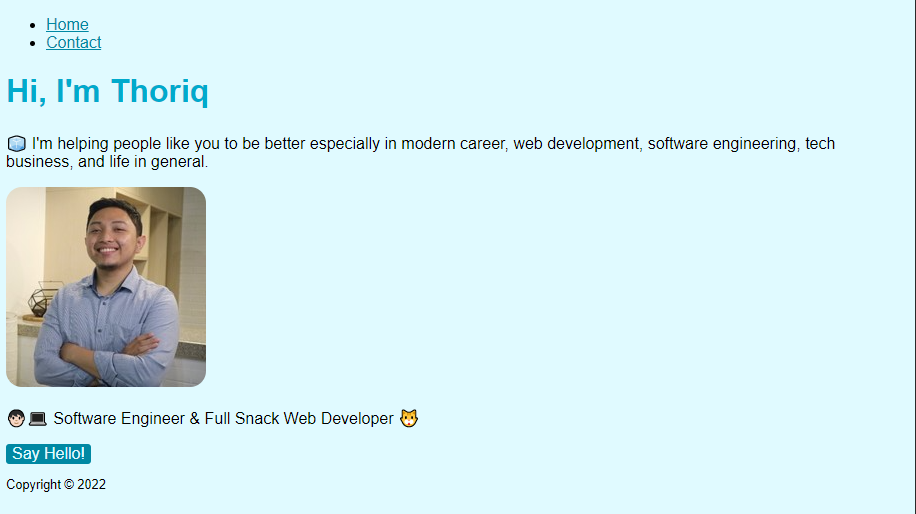 Home
Contact
Hi, I'm Thoriq
🧊 I'm helping people like you to be better especially in modern career, web development, software engineering, tech
business, and life in general.
👨🏻💻 Software Engineer & Full Snack Web Developer 🐱
Say Hello!
Copyright © 2022